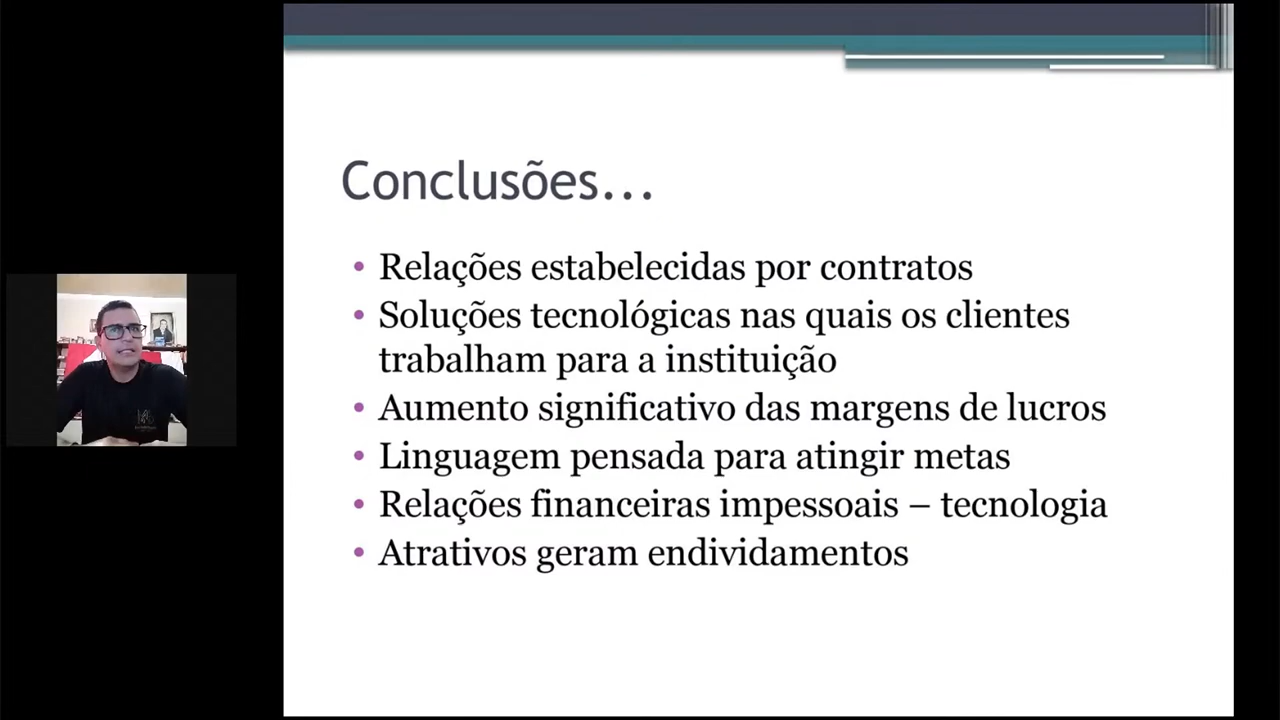 Conclusões...
• Relações estabelecidas por contratos
• Soluções tecnológicas nas quais os clientes
trabalham para a instituição
• Aumento significativo das margens de lucros
• Linguagem pensada para atingir metas
• Relações financeiras impessoais – tecnologia
• Atrativos geram endividamentos